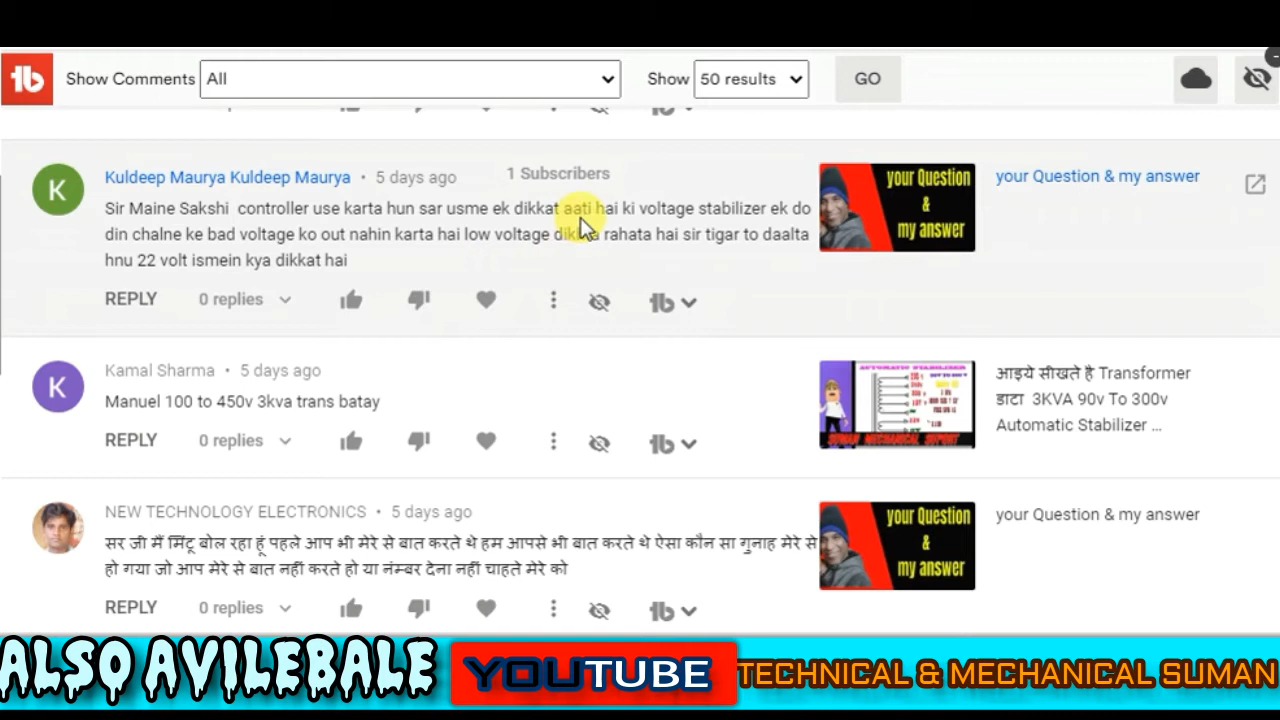 Show Comments All Show 50 results GO
Kuldeep Maurya Kuldeep Maurya • 5 days ago 1 Subscribers
Sir Maine Sakshi controller use karta hun sar usme ek dikkat aati hai ki voltage stabilizer ek do
din chalne ke bad voltage ko out nahin karta hai low voltage rahata hai sir tigar to daalta
hnu 22 volt ismein kya dikkat hai
REPLY 0 replies
your Question
&
my answer
your Question & my answer
Kamal Sharma • 5 days ago
Manuel 100 to 450v 3kva trans batay
REPLY 0 replies
AUTOMATIC STABILIZER
SUMAN MECHANICAL SUPORT
आइये सीखते है Transformer
डाटा 3KVA 90v To 300v
Automatic Stabilizer ...
NEW TECHNOLOGY ELECTRONICS • 5 days ago
सर जी मैं मिंटू बोल रहा हूं पहले आप भी मेरे से बात करते थे हम आपसे भी बात करते थे ऐसा कौन सा गुनाह मेरे से
हो गया जो आप मेरे से बात नहीं करते हो या नंम्बर देना नहीं चाहते मेरे को
REPLY 0 replies
your Question
&
my answer
your Question & my answer
ALSO AVILEBALE YOUTUBE TECHNICAL & MECHANICAL SUMAN